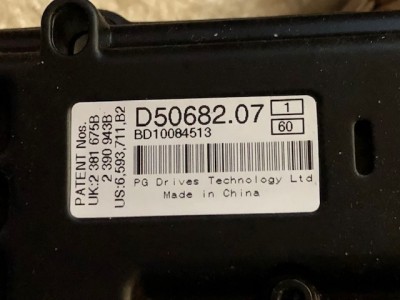 PATENT Nos.
UK:2 381 675B
2 390 943B
US:6,593,711,B2
D50682.07
1
60
BD10084513
PG Drives Technology Ltd
Made in China